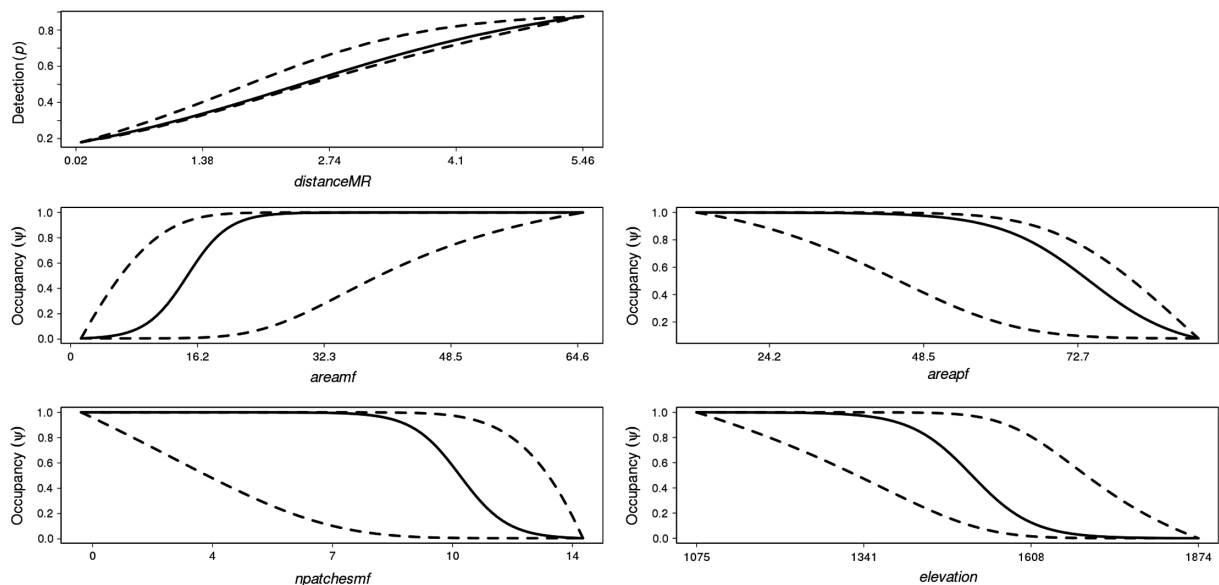 Detection (p)
0.8
0.6
0.4
0.2
0.02 1.38 2.74 4.1 5.46
distanceMR
Occupancy (ψ)
1.0
0.8
0.6
0.4
0.2
0.0
0 16.2 32.3 48.5 64.6
areamf
Occupancy (ψ)
1.0
0.8
0.6
0.4
0.2
24.2 48.5 72.7
areapf
Occupancy (ψ)
1.0
0.8
0.6
0.4
0.2
0.0
0 4 7 10 14
npatchesmf
Occupancy (ψ)
1.0
0.8
0.6
0.4
0.2
0.0
1075 1341 1608 1874
elevation